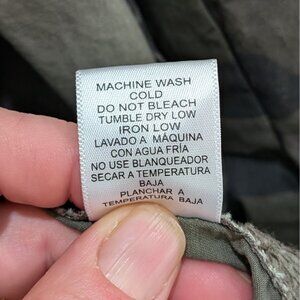 MACHINE WASH
COLD
DO NOT BLEACH
TUMBLE DRY LOW
IRON LOW
LAVADO A MÁQUINA
CON AGUA FRÍA
NO USE BLANQUEADOR
SECAR A TEMPERATURA
BAJA
PLANCHAR A
TEMPERATURA BAJA